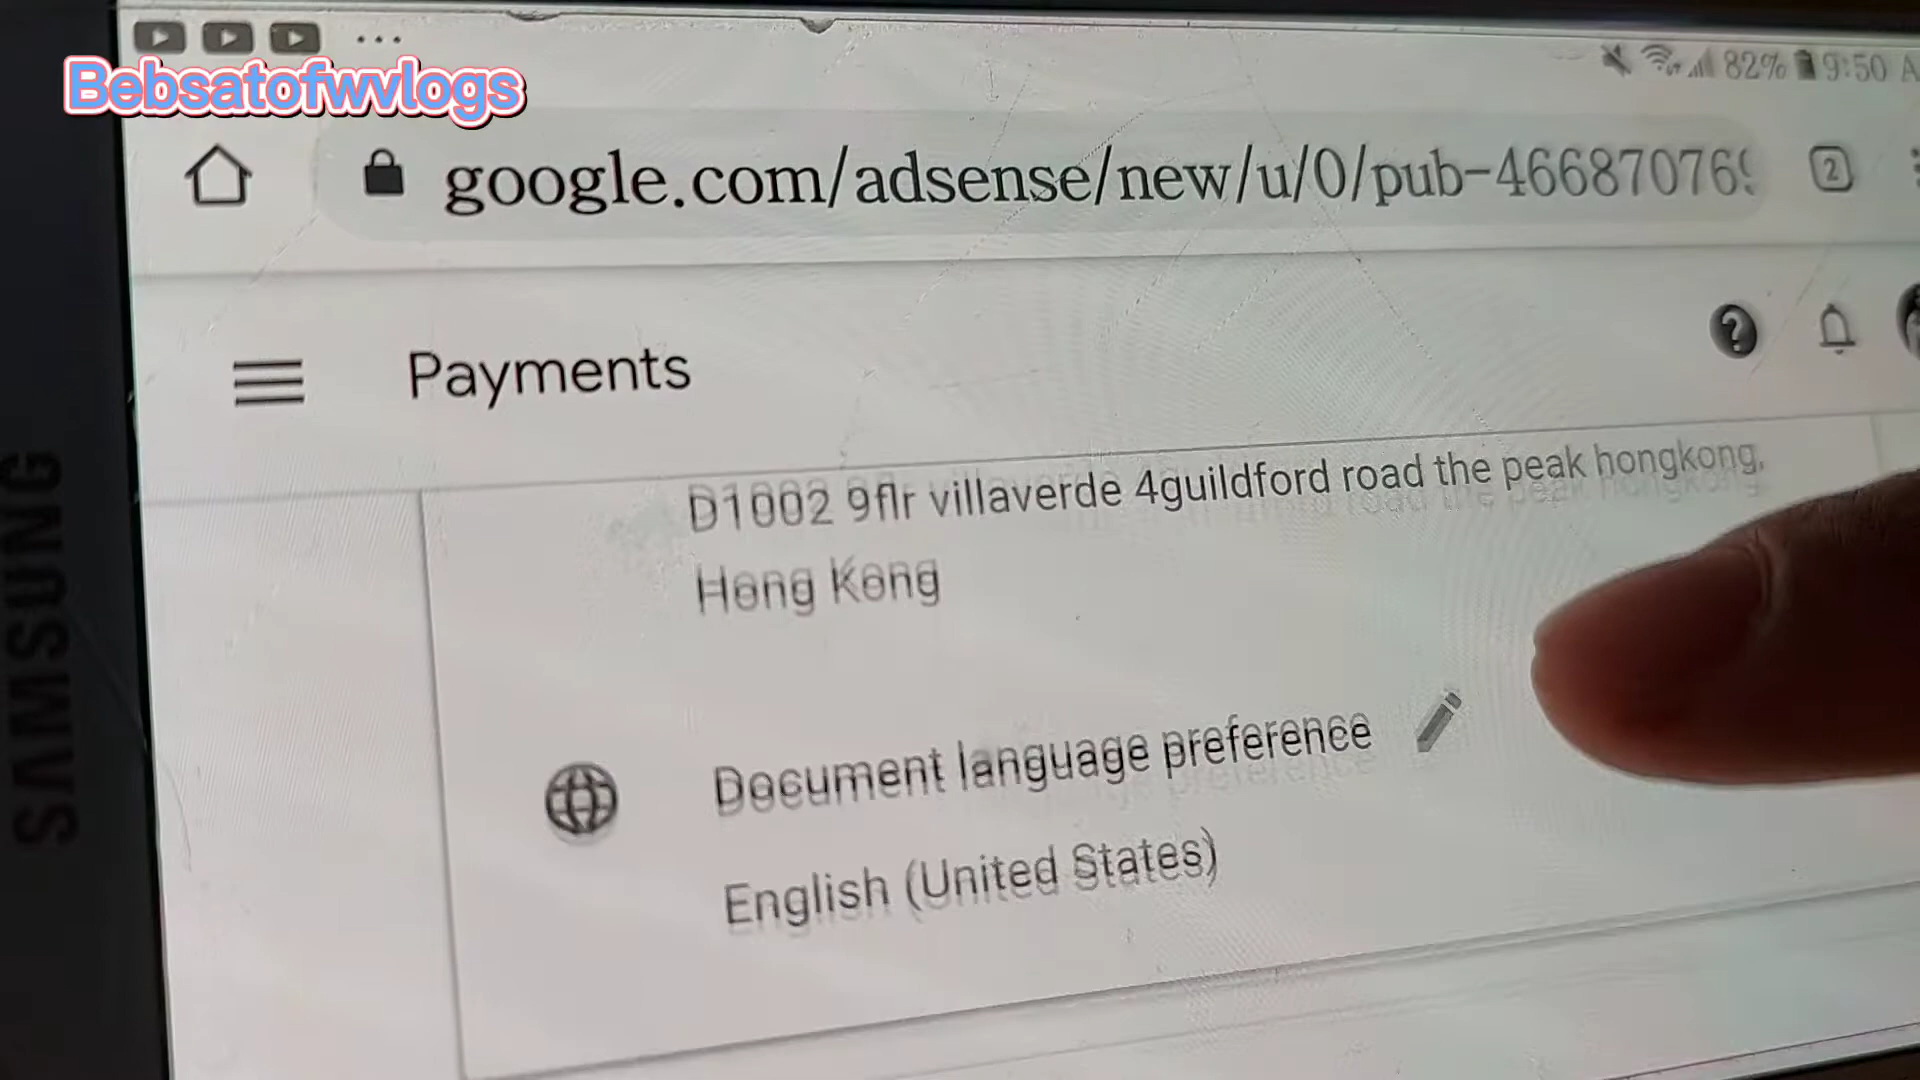 Bebsatofwvlogs
82% 9:50 A
google.com/adsense/new/u/0/pub-466870769
2
Payments
D1002 9flr villaverde 4guildford road the peak hongkong,
Hong Kong
Document language preference
English (United States)
SAMSUNG